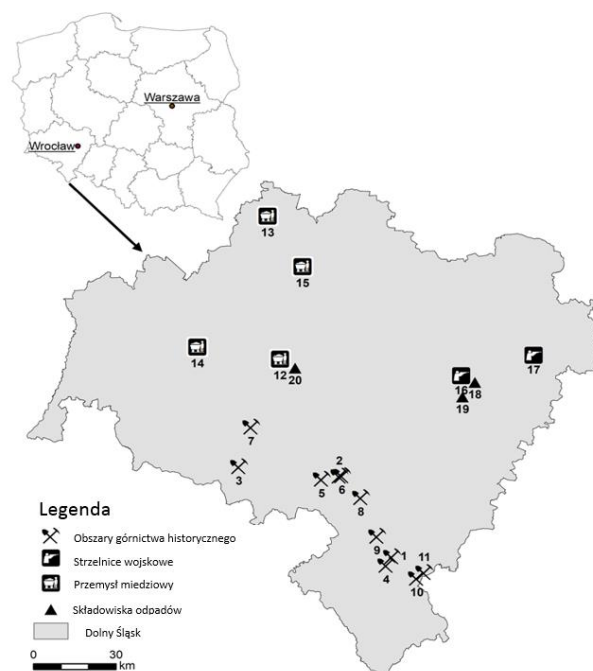 Warszawa
Wrocław
13
15
14
12
20
17
16
18
19
7
2
3
5
6
8
9
1
11
4
10
Legenda
Obszary górnictwa historycznego
Strzelnice wojskowe
Przemysł miedziowy
Składowiska odpadów
Dolny Śląsk
0
30
km